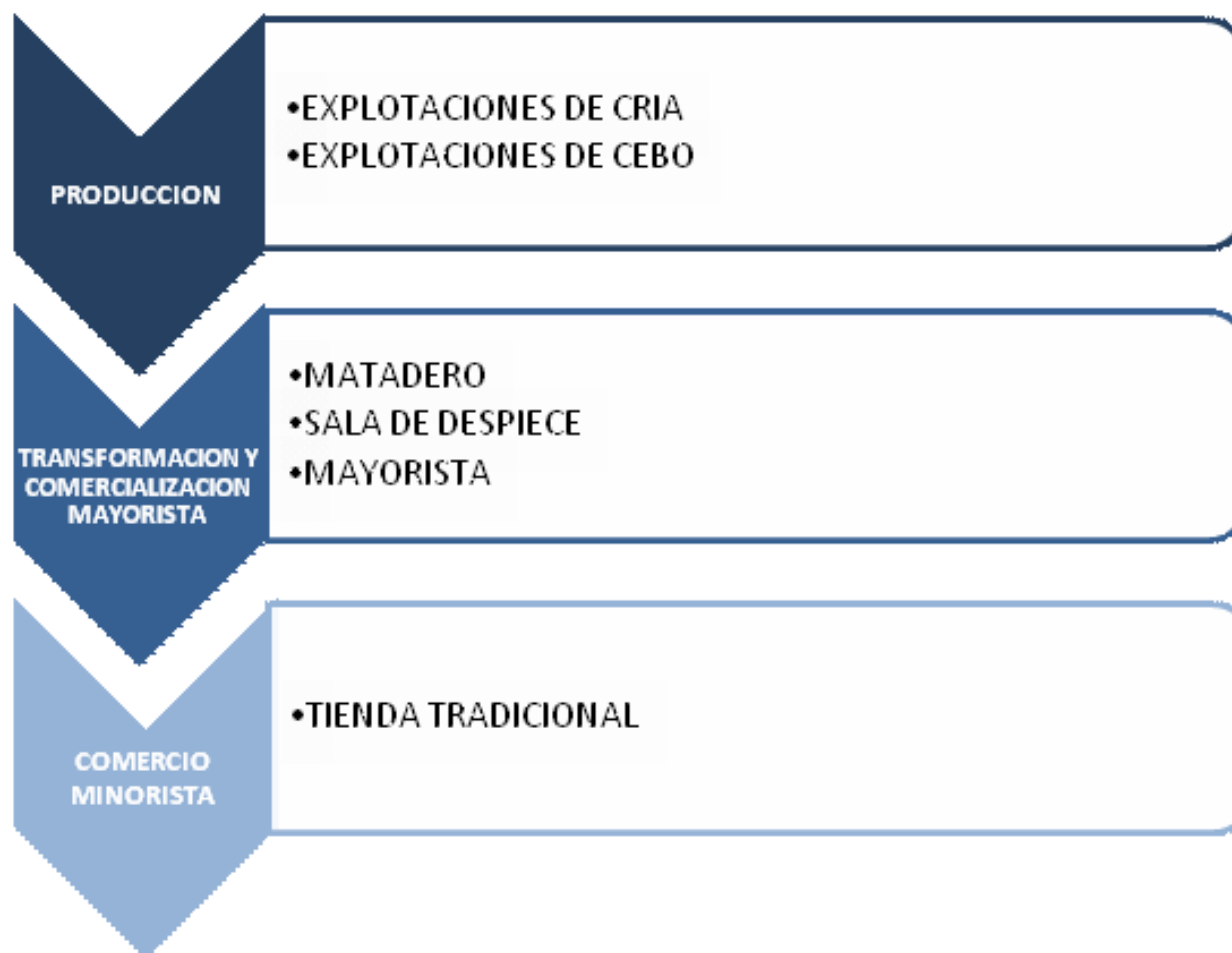 PRODUCCION
•EXPLOTACIONES DE CRIA
•EXPLOTACIONES DE CEBO
TRANSFORMACION Y
COMERCIALIZACION
MAYORISTA
•MATADERO
•SALA DE DESPIECE
•MAYORISTA
COMERCIO
MINORISTA
•TIENDA TRADICIONAL